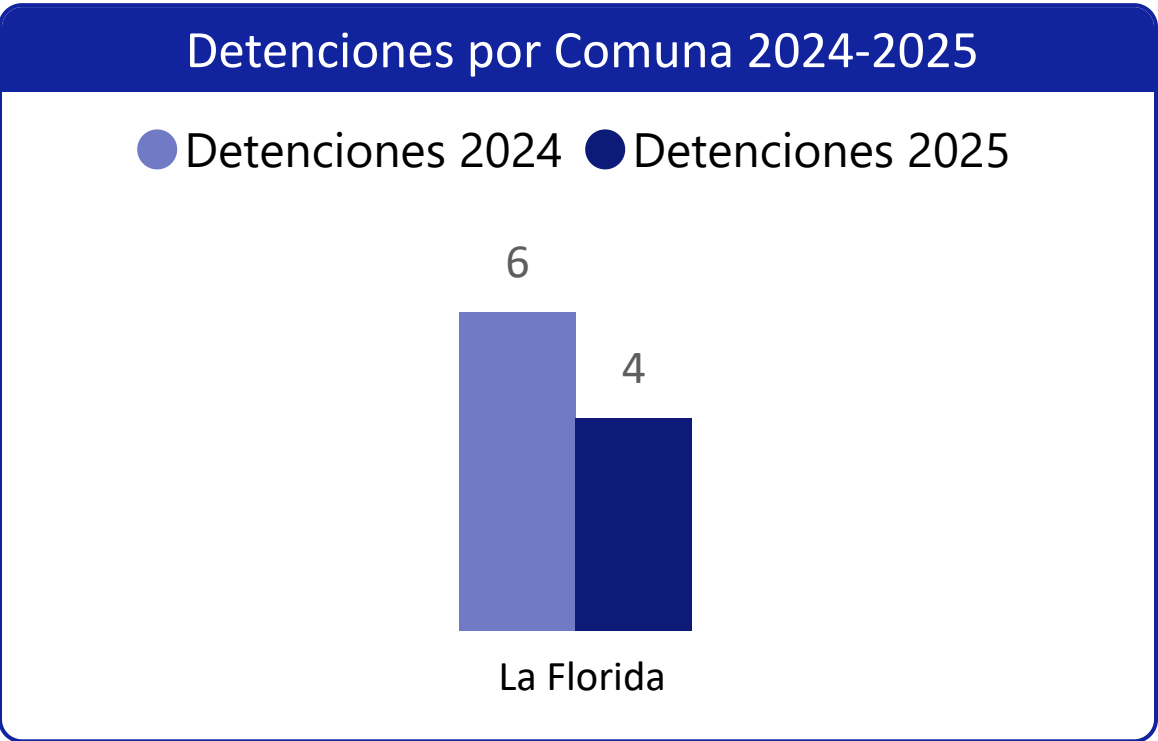 Detenciones por Comuna 2024-2025
Detenciones 2024 Detenciones 2025
6
4
La Florida